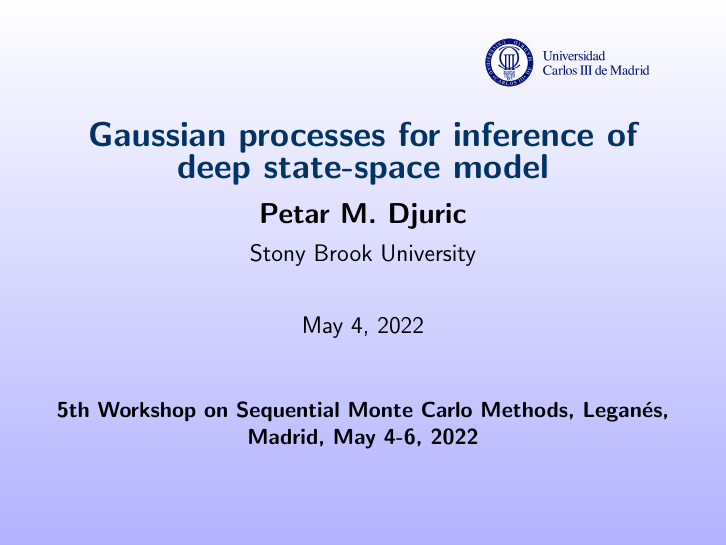 Universidad
Carlos III de Madrid
Gaussian processes for inference of
deep state-space model
Petar M. Djuric
Stony Brook University
May 4, 2022
5th Workshop on Sequential Monte Carlo Methods, Leganés,
Madrid, May 4-6, 2022